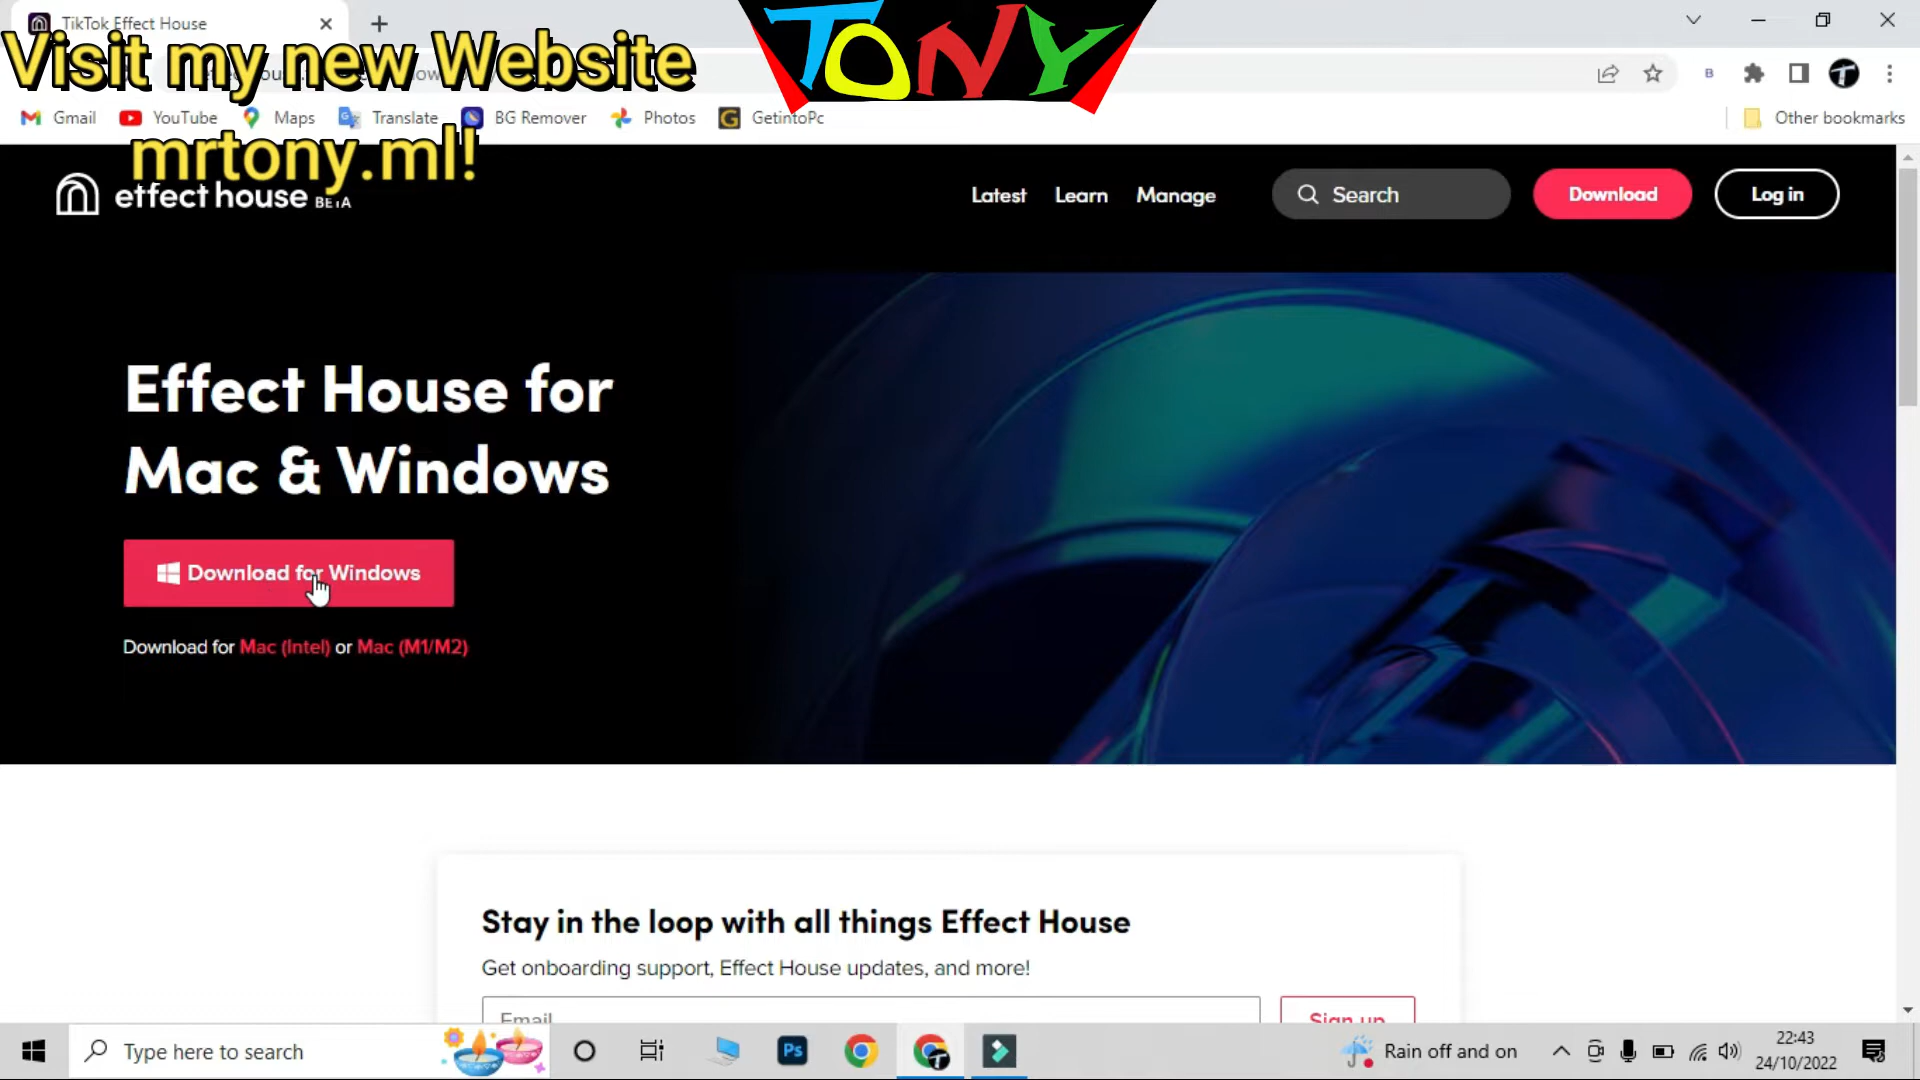 TikTok Effect House
Visit my new Website
mrtony.ml!
TONY
Gmail YouTube Maps Translate BG Remover Photos GetintoPc Other bookmarks
effect house BETA
Latest Learn Manage Search Download Log in
Effect House for
Mac & Windows
Download for Windows
Download for Mac (Intel) or Mac (M1/M2)
Stay in the loop with all things Effect House
Get onboarding support, Effect House updates, and more!
Email Sign up
Type here to search
Ps
Rain off and on
22:43
24/10/2022